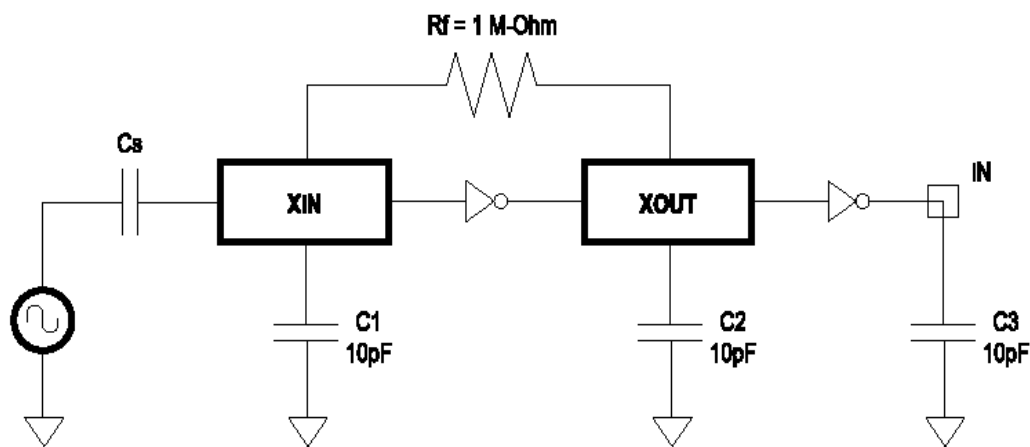 Rf = 1 M-Ohm
Cs
XIN
XOUT
IN
C1
10pF
C2
10pF
C3
10pF